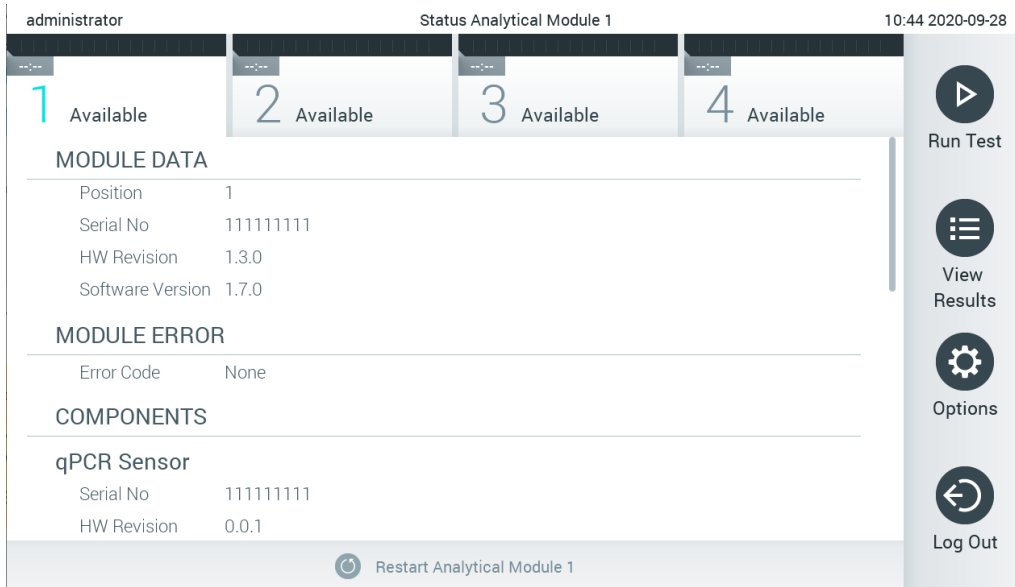 administrator Status Analytical Module 1 10:44 2020-09-28
--:-- --:-- --:-- --:--
1 Available 2 Available 3 Available 4 Available
Run Test
MODULE DATA
Position 1
Serial No 111111111
HW Revision 1.3.0
Software Version 1.7.0
View
Results
MODULE ERROR
Error Code None
Options
COMPONENTS
qPCR Sensor
Serial No 111111111
HW Revision 0.0.1
Log Out
Restart Analytical Module 1